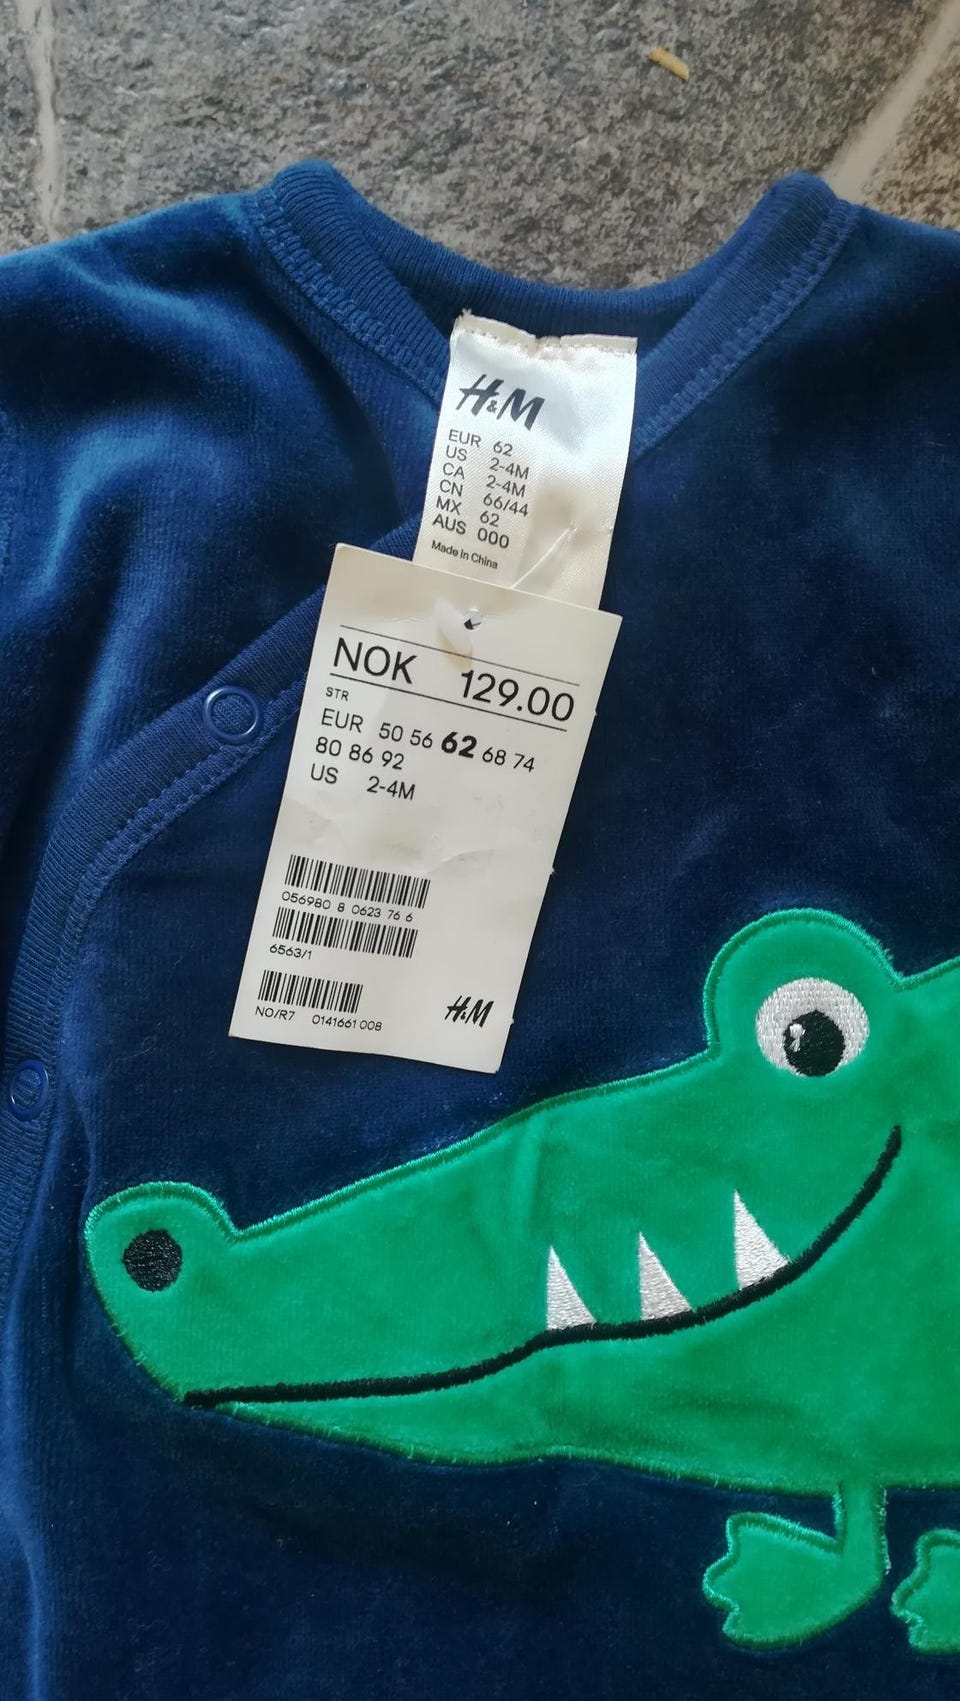 H&M
EUR 62
US 2-4M
CA 2-4M
CN 66/44
MX 62
AUS 000
Made in China
NOK 129.00
STR
EUR 50 56 62 68 74
80 86 92
US 2-4M
056980 8 0623 76 6
6563/1
NO/R7 0141661 008
H&M